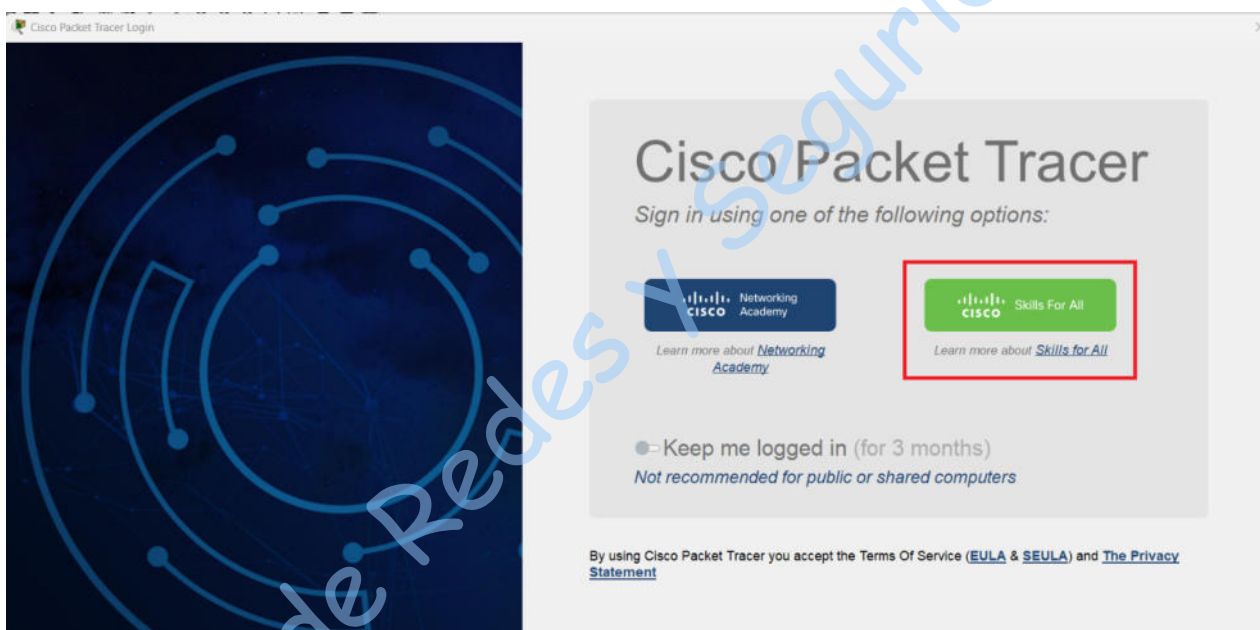 Cisco Packet Tracer Login
Cisco Packet Tracer
Sign in using one of the following options:
CISCO
Networking
Academy
Learn more about Networking
Academy
CISCO
Skills For All
Learn more about Skills for All
Keep me logged in (for 3 months)
Not recommended for public or shared computers
By using Cisco Packet Tracer you accept the Terms Of Service (EULA & SEULA) and The Privacy
Statement
de Redes y Seguri